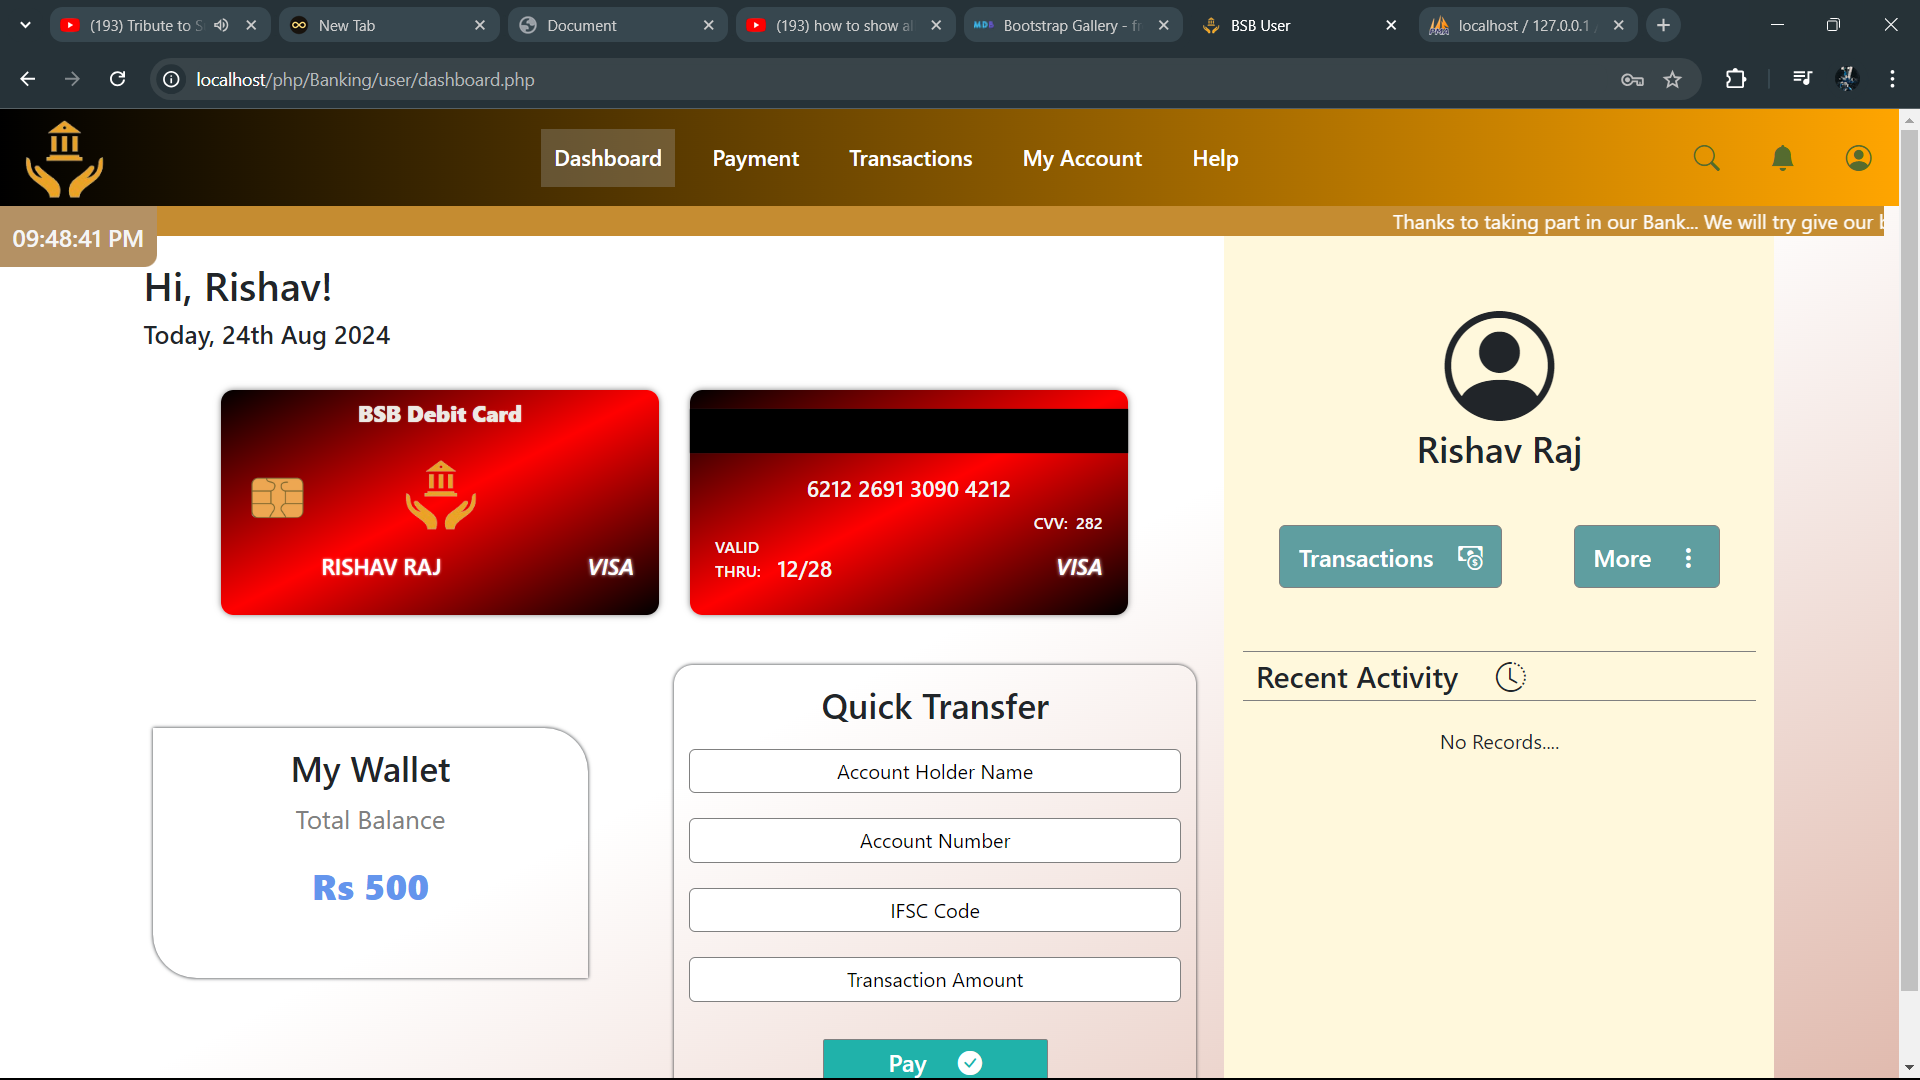 (193) Tribute to S
New Tab
Document
(193) how to show al
MDB Bootstrap Gallery - fr
BSB User
localhost / 127.0.0.1 /
localhost/php/Banking/user/dashboard.php
Dashboard
Payment
Transactions
My Account
Help
Thanks to taking part in our Bank... We will try give our b
09:48:41 PM
Hi, Rishav!
Today, 24th Aug 2024
BSB Debit Card
RISHAV RAJ
VISA
6212 2691 3090 4212
CVV: 282
VALID
THRU: 12/28
VISA
My Wallet
Total Balance
Rs 500
Quick Transfer
Account Holder Name
Account Number
IFSC Code
Transaction Amount
Pay
Rishav Raj
Transactions
More
Recent Activity
No Records....